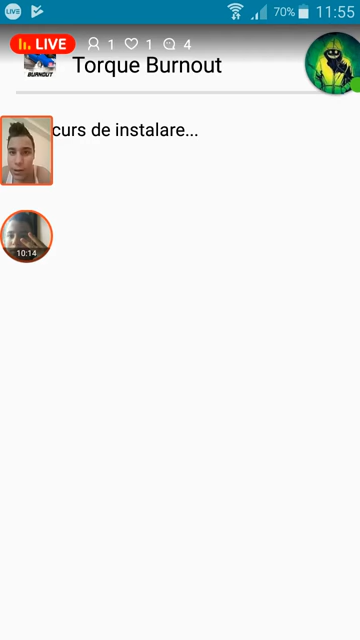 LIVE 70% 11:55
LIVE 1 1 4
BURNOUT
Torque Burnout
curs de instalare...
10:14